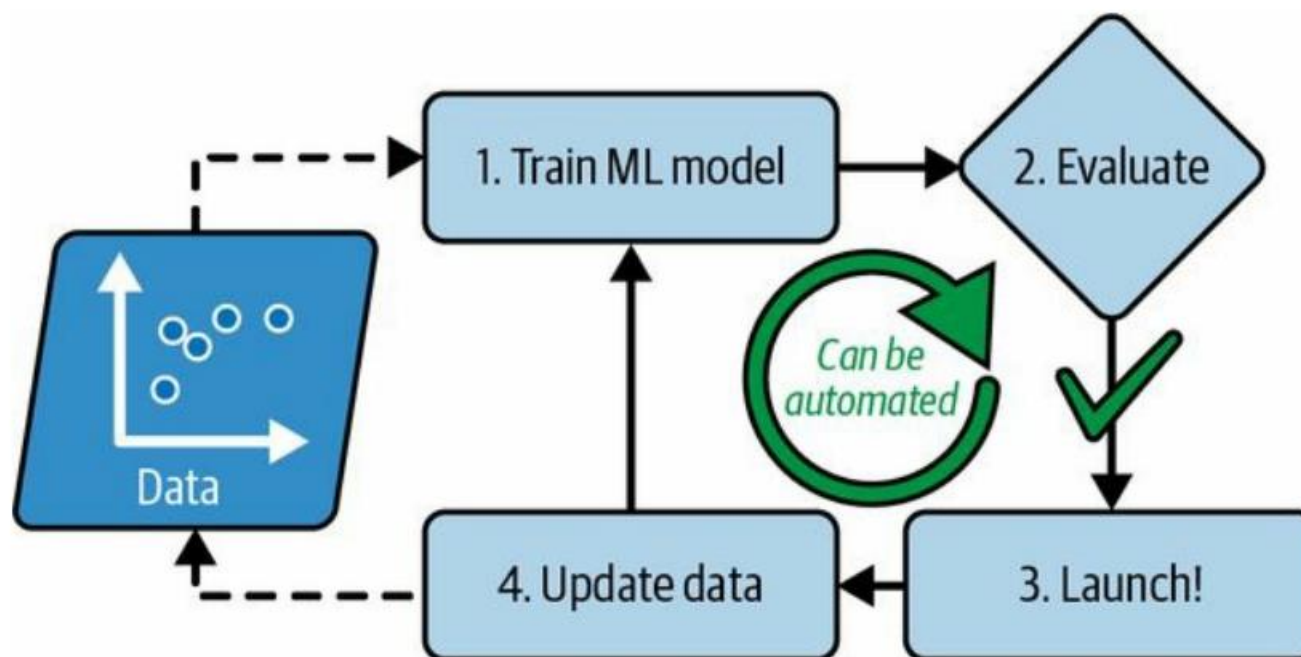 1. Train ML model
2. Evaluate
Can be
automated
Data
4. Update data
3. Launch!